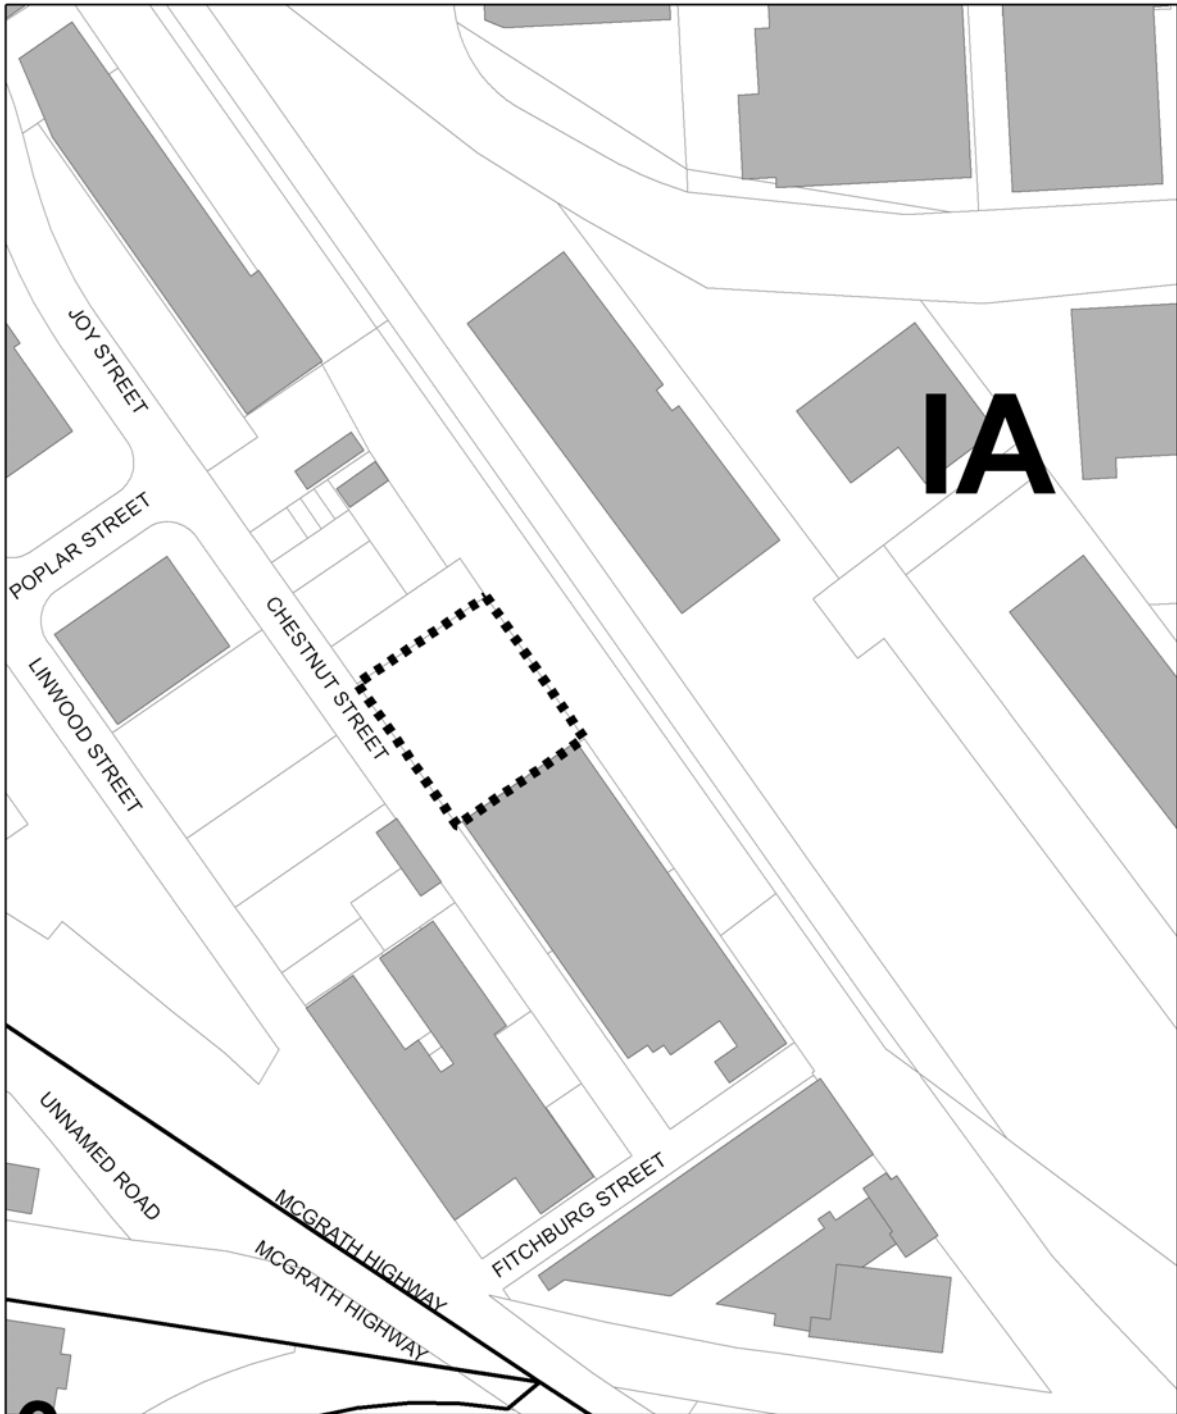 JOY STREET
IA
POPLAR STREET
CHESTNUT STREET
LINWOOD STREET
UNNAMED ROAD
MCGRATH HIGHWAY
MCGRATH HIGHWAY
FITCHBURG STREET